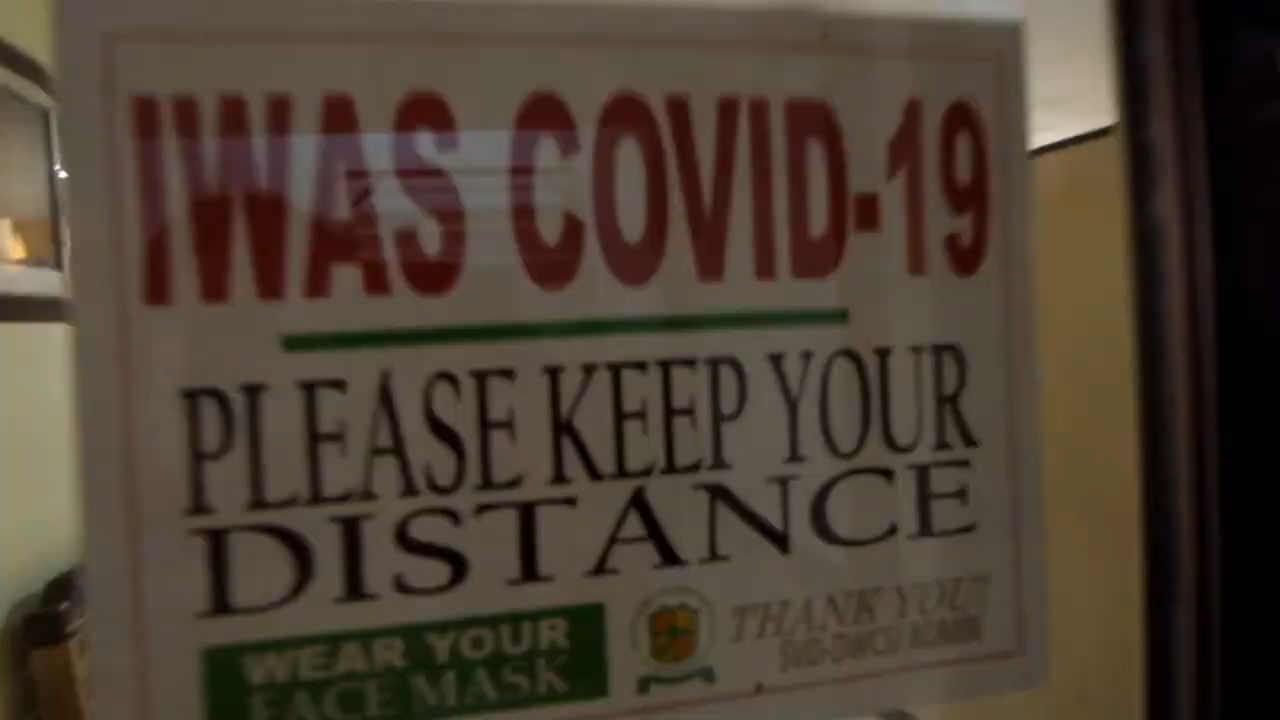 IWAS COVID-19
PLEASE KEEP YOUR
DISTANCE
WEAR YOUR
FACE MASK
THANK YOU!